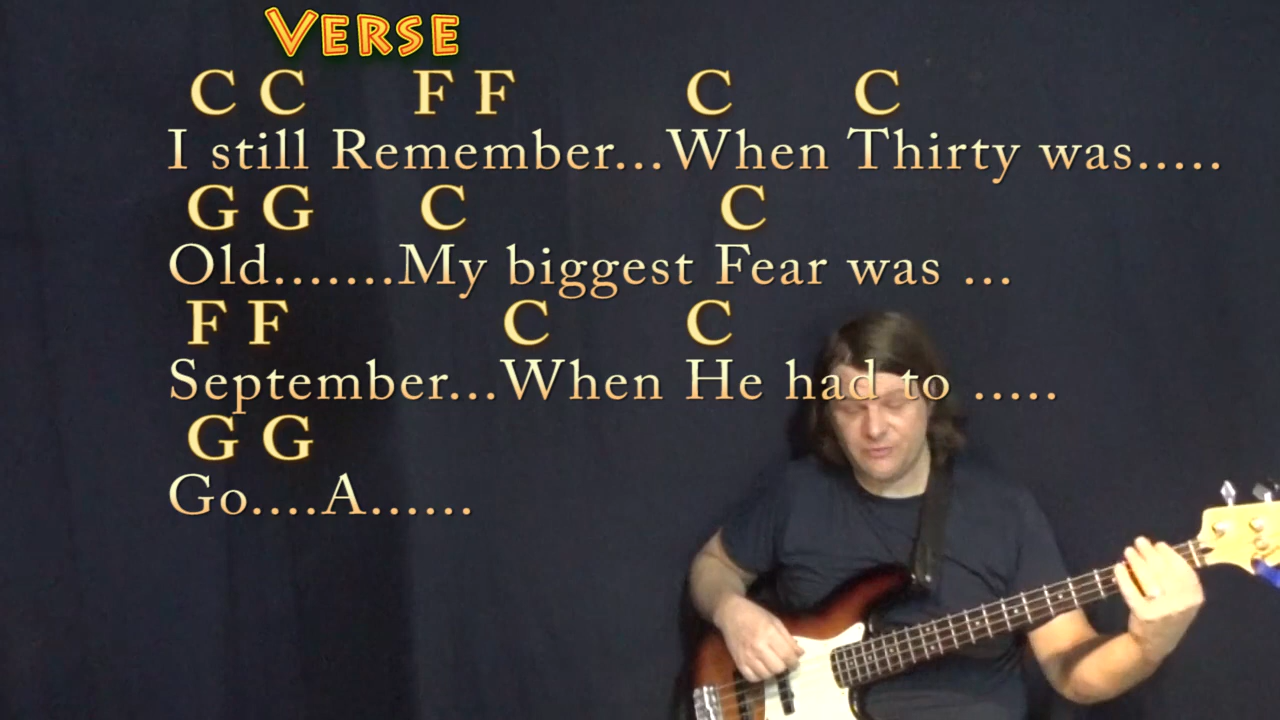 VERSE
C C F F C C
I still Remember...When Thirty was.....
G G C C
Old.......My biggest Fear was ...
F F C C
September...When He had to .....
G G
Go....A......